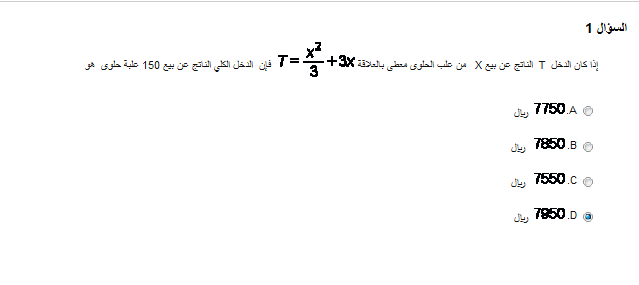 السؤال 1
إذا كان الدخل T الناتج عن بيع X من علب الحلوى معطى بالعلاقة T = x²/3 + 3x فإن الدخل الكلي الناتج عن بيع 150 علبة حلوى هو
7750 .A ريال
7850 .B ريال
7550 .C ريال
7950 .D ريال